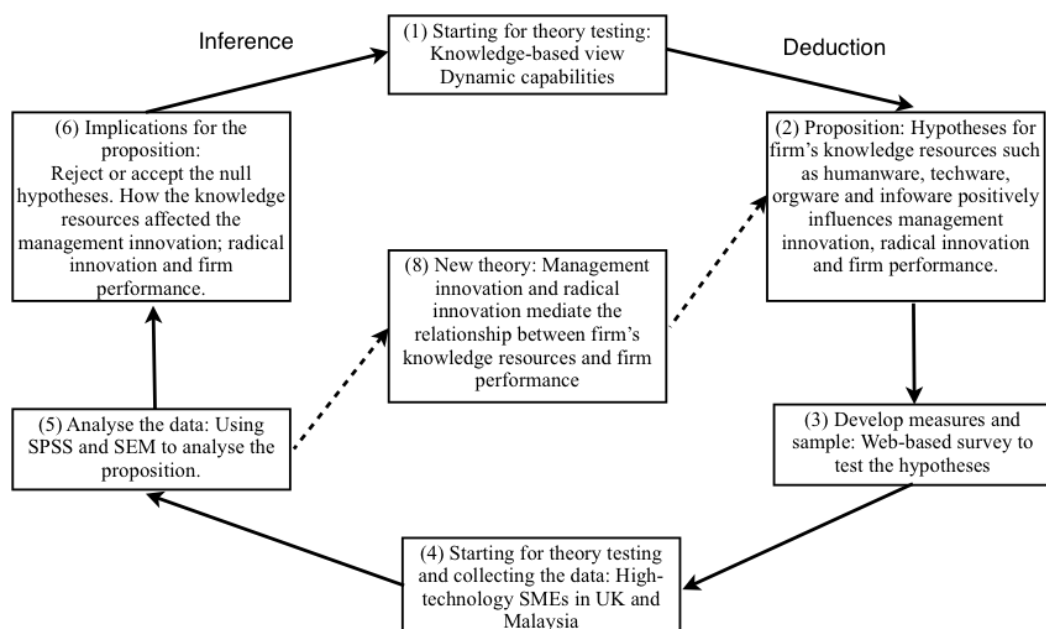 Inference
(1) Starting for theory testing:
Knowledge-based view
Dynamic capabilities
Deduction
(6) Implications for the
proposition:
Reject or accept the null
hypotheses. How the knowledge
resources affected the
management innovation; radical
innovation and firm
performance.
(2) Proposition: Hypotheses for
firm's knowledge resources such
as humanware, techware,
orgware and infoware positively
influences management
innovation, radical innovation
and firm performance.
(8) New theory: Management
innovation and radical
innovation mediate the
relationship between firm's
knowledge resources and firm
performance
(5) Analyse the data: Using
SPSS and SEM to analyse the
proposition.
(3) Develop measures and
sample: Web-based survey to
test the hypotheses
(4) Starting for theory testing
and collecting the data: High-
technology SMEs in UK and
Malaysia